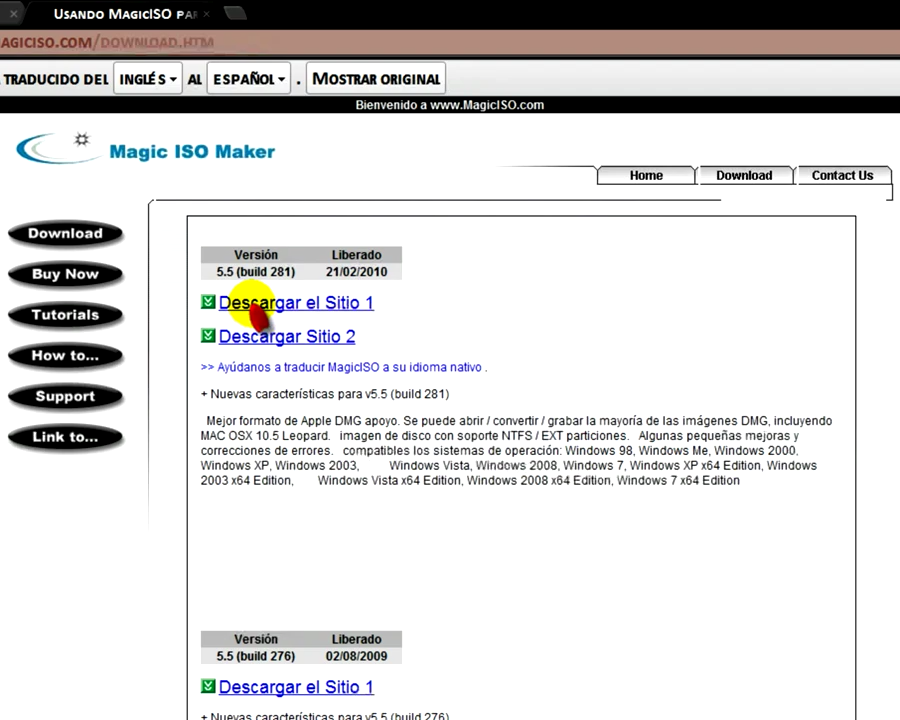 Usando MagicISO pa
agiciso.com/download.htm
Traducido del inglés al español . Mostrar original
Bienvenido a www.MagicISO.com
Magic ISO Maker
Home Download Contact Us
Download
Buy Now
Tutorials
How to...
Support
Link to...
Versión Liberado
5.5 (build 281) 21/02/2010
Descargar el Sitio 1
Descargar Sitio 2
>> Ayúdanos a traducir MagicISO a su idioma nativo .
+ Nuevas características para v5.5 (build 281)
Mejor formato de Apple DMG apoyo. Se puede abrir / convertir / grabar la mayoría de las imágenes DMG, incluyendo
MAC OSX 10.5 Leopard. imagen de disco con soporte NTFS / EXT particiones. Algunas pequeñas mejoras y
correcciones de errores. compatibles los sistemas de operación: Windows 98, Windows Me, Windows 2000,
Windows XP, Windows 2003, Windows Vista, Windows 2008, Windows 7, Windows XP x64 Edition, Windows
2003 x64 Edition, Windows Vista x64 Edition, Windows 2008 x64 Edition, Windows 7 x64 Edition
Versión Liberado
5.5 (build 276) 02/08/2009
Descargar el Sitio 1
+ Nuevas características para v5.5 (build 276)